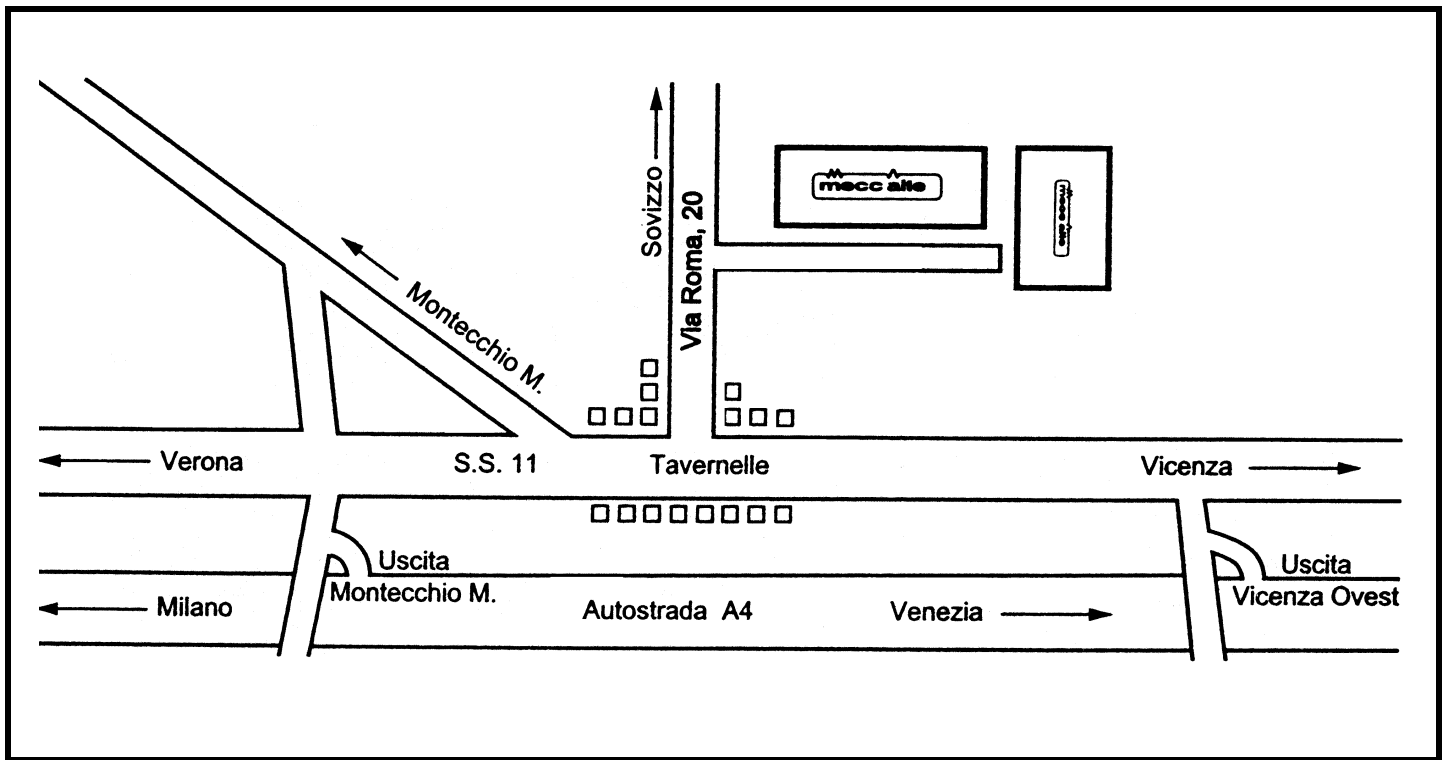 Sovizzo
Via Roma, 20
mecc alte
mecc alte
Montecchio M.
Verona
S.S. 11
Tavernelle
Vicenza
Uscita
Montecchio M.
Uscita
Vicenza Ovest
Milano
Autostrada A4
Venezia